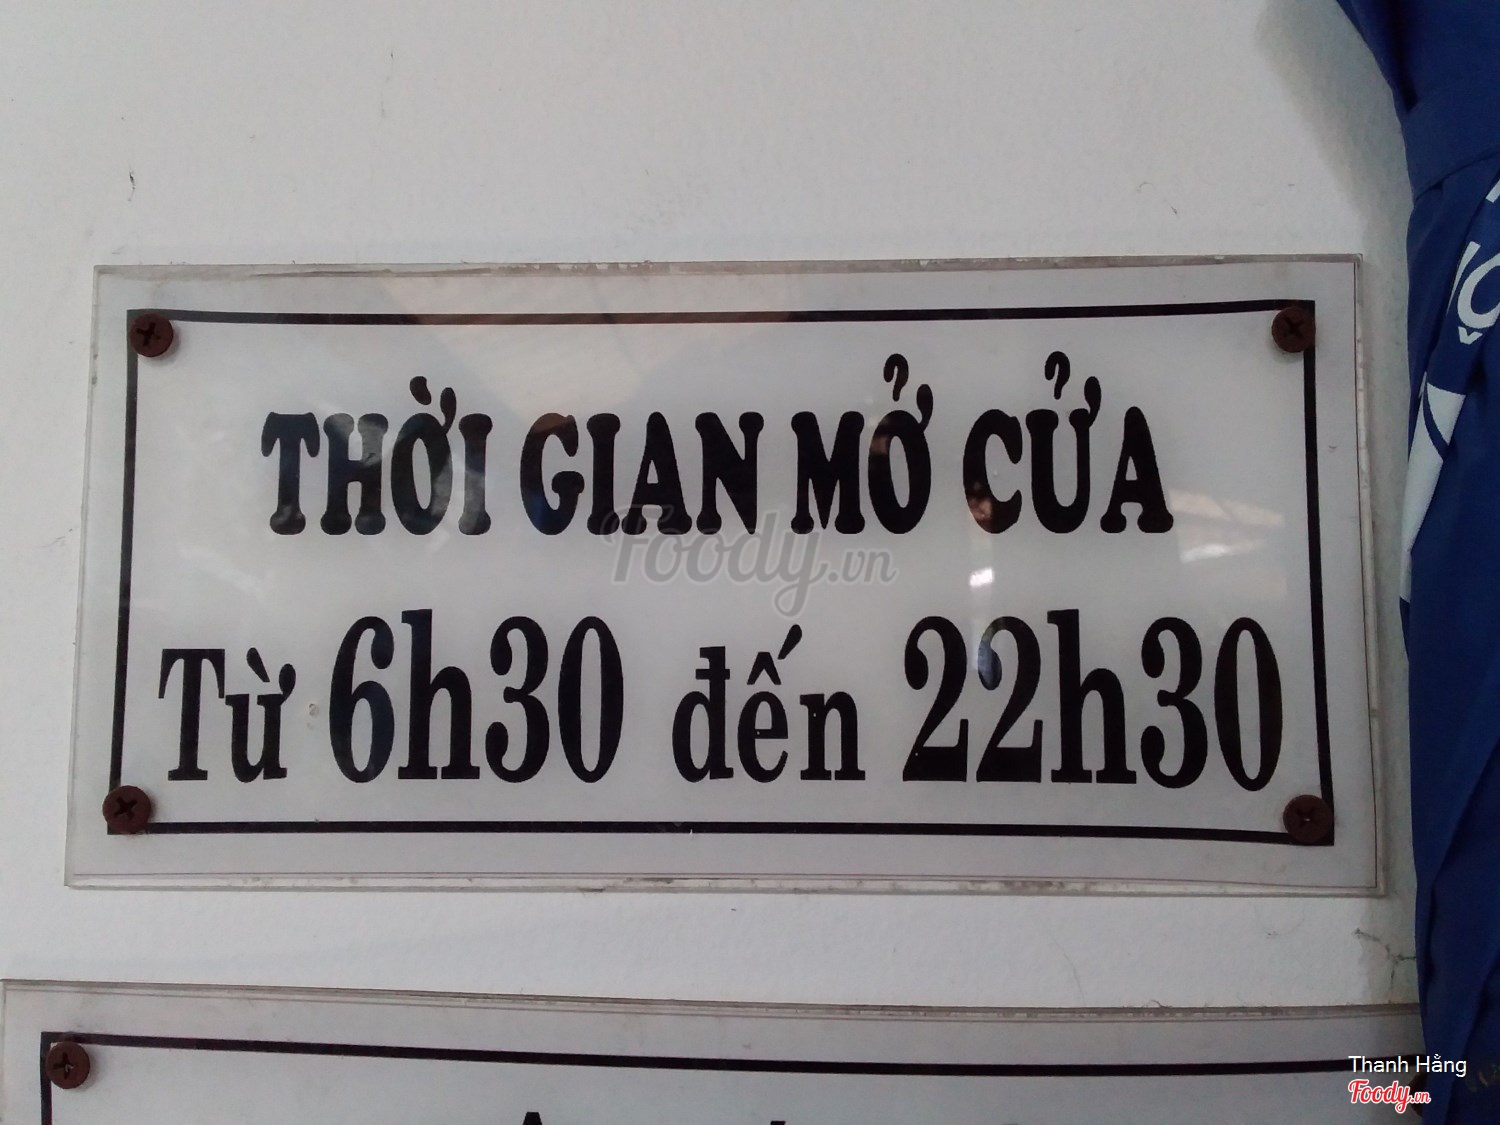 THỜI GIAN MỞ CỬA
Foody.vn
Từ 6h30 đến 22h30
Thanh Hằng
Foody.vn